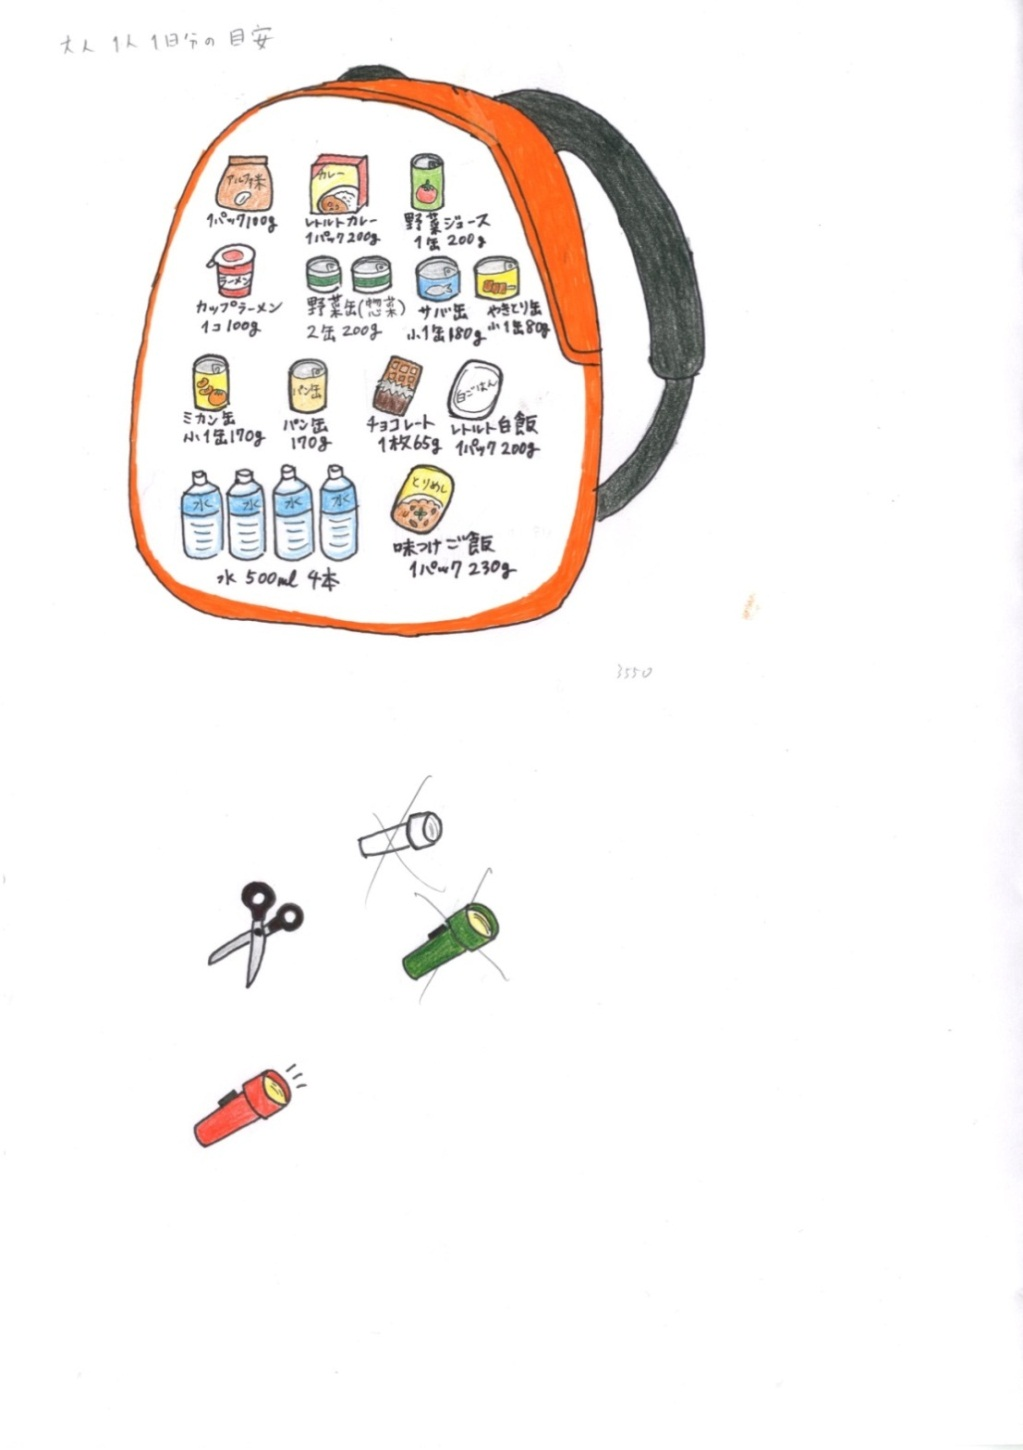 大人 1人 1日分の目安
アルファ米
1パック100g
カレー
レトルトカレー
1パック200g
野菜ジュース
1缶 200g
ラーメン
カップラーメン
1コ 100g
野菜缶(惣菜)
2缶 200g
サバ缶
小1缶180g
やきとり缶
小1缶80g
ミカン缶
小1缶170g
パン缶
パン缶
170g
チョコレート
1枚65g
白ごはん
レトルト白飯
1パック 200g
水
水
水
水
水 500ml 4本
とりめし
味つけご飯
1パック 230g
3550